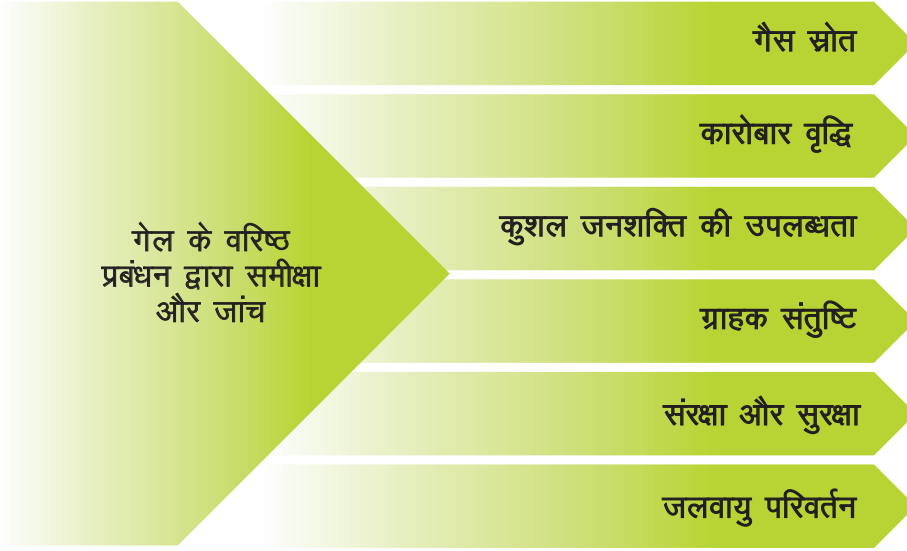 गेल के वरिष्ठ
प्रबंधन द्वारा समीक्षा
और जांच
गैस स्रोत
कारोबार वृद्धि
कुशल जनशक्ति की उपलब्धता
ग्राहक संतुष्टि
संरक्षा और सुरक्षा
जलवायु परिवर्तन